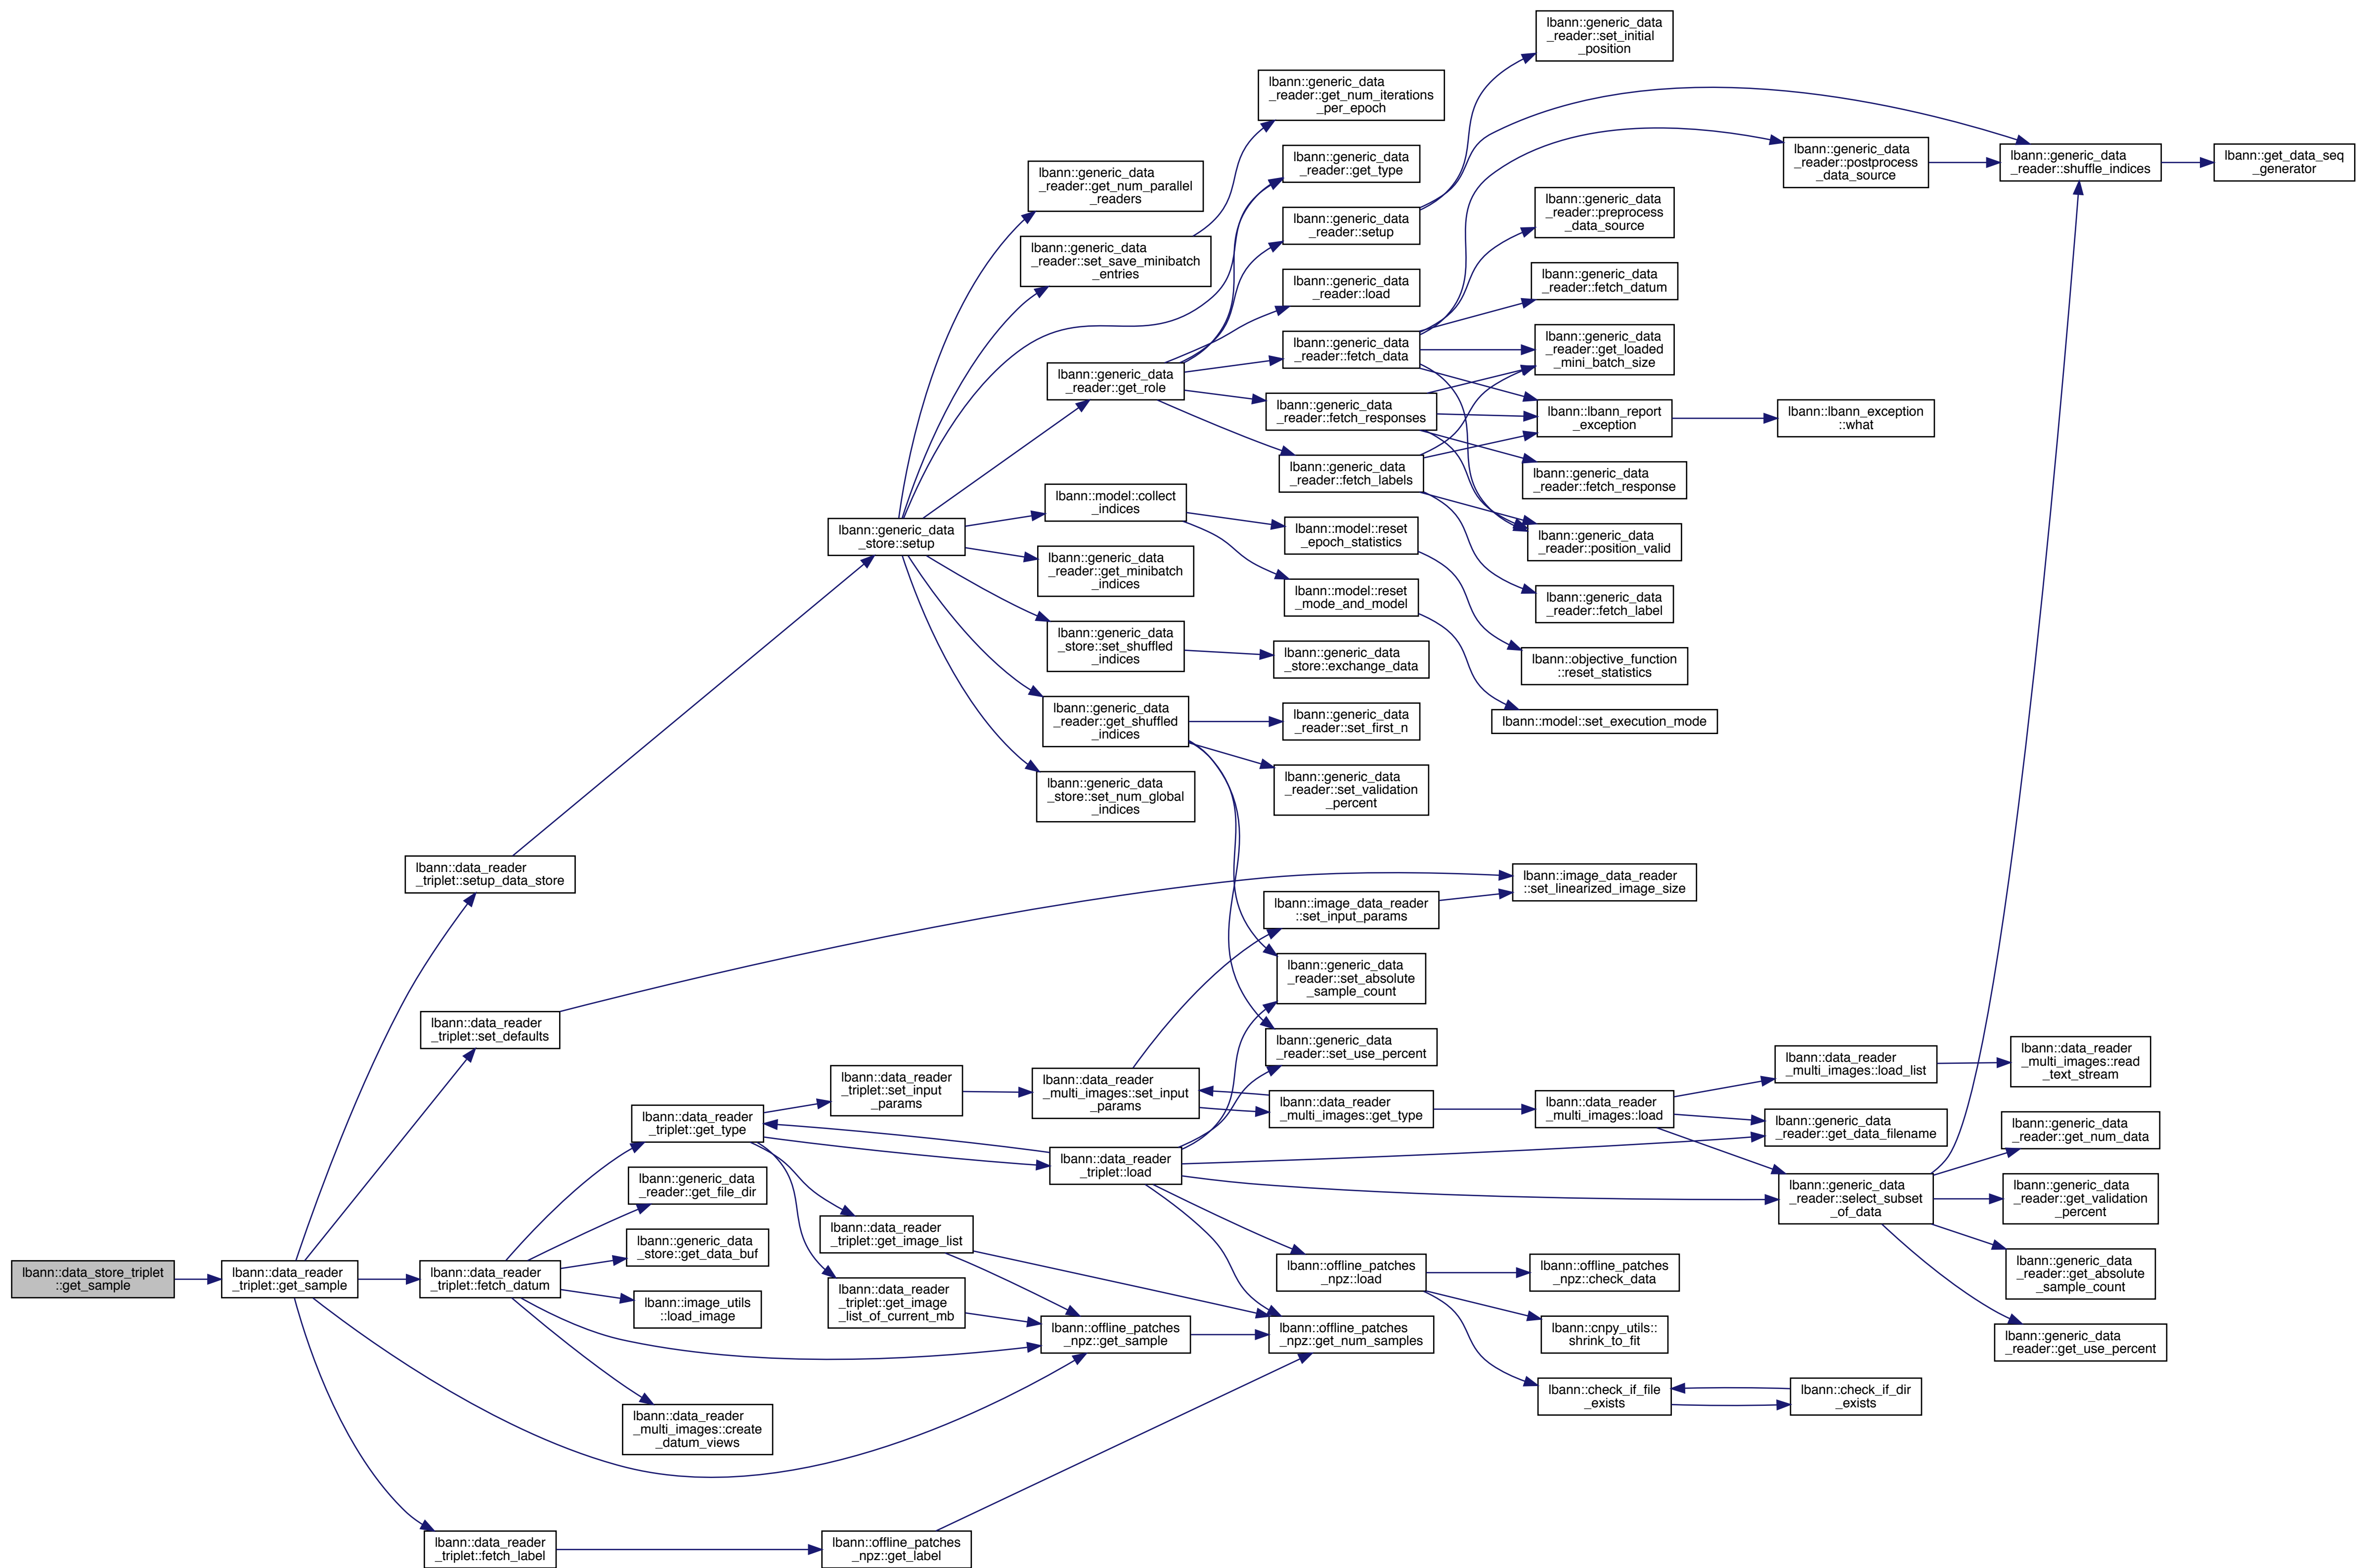 lbann::data_store_triplet
::get_sample
lbann::data_reader
_triplet::get_sample
lbann::data_reader
_triplet::setup_data_store
lbann::data_reader
_triplet::set_defaults
lbann::data_reader
_triplet::fetch_datum
lbann::data_reader
_triplet::fetch_label
lbann::data_reader
_triplet::get_type
lbann::generic_data
_reader::get_file_dir
lbann::generic_data
_store::get_data_buf
lbann::image_utils
::load_image
lbann::data_reader
_multi_images::create
_datum_views
lbann::generic_data
_store::setup
lbann::data_reader
_triplet::set_input
_params
lbann::data_reader
_triplet::get_image_list
lbann::data_reader
_triplet::get_image
_list_of_current_mb
lbann::offline_patches
_npz::get_label
lbann::generic_data
_reader::get_num_parallel
_readers
lbann::generic_data
_reader::set_save_minibatch
_entries
lbann::generic_data
_reader::get_role
lbann::model::collect
_indices
lbann::generic_data
_reader::get_minibatch
_indices
lbann::generic_data
_store::set_shuffled
_indices
lbann::generic_data
_reader::get_shuffled
_indices
lbann::generic_data
_store::set_num_global
_indices
lbann::data_reader
_multi_images::set_input
_params
lbann::data_reader
_triplet::load
lbann::offline_patches
_npz::get_sample
lbann::generic_data
_reader::get_num_iterations
_per_epoch
lbann::generic_data
_reader::get_type
lbann::generic_data
_reader::setup
lbann::generic_data
_reader::load
lbann::generic_data
_reader::fetch_data
lbann::generic_data
_reader::fetch_responses
lbann::generic_data
_reader::fetch_labels
lbann::model::reset
_epoch_statistics
lbann::model::reset
_mode_and_model
lbann::generic_data
_store::exchange_data
lbann::generic_data
_reader::set_first_n
lbann::generic_data
_reader::set_validation
_percent
lbann::image_data_reader
::set_input_params
lbann::generic_data
_reader::set_absolute
_sample_count
lbann::generic_data
_reader::set_use_percent
lbann::data_reader
_multi_images::get_type
lbann::offline_patches
_npz::load
lbann::offline_patches
_npz::get_num_samples
lbann::generic_data
_reader::set_initial
_position
lbann::generic_data
_reader::preprocess
_data_source
lbann::generic_data
_reader::fetch_datum
lbann::generic_data
_reader::get_loaded
_mini_batch_size
lbann::lbann_report
_exception
lbann::generic_data
_reader::fetch_response
lbann::generic_data
_reader::position_valid
lbann::generic_data
_reader::fetch_label
lbann::objective_function
::reset_statistics
lbann::model::set_execution_mode
lbann::image_data_reader
::set_linearized_image_size
lbann::data_reader
_multi_images::load
lbann::offline_patches
_npz::check_data
lbann::cnpy_utils::
shrink_to_fit
lbann::check_if_file
_exists
lbann::generic_data
_reader::postprocess
_data_source
lbann::lbann_exception
::what
lbann::data_reader
_multi_images::load_list
lbann::generic_data
_reader::get_data_filename
lbann::generic_data
_reader::select_subset
_of_data
lbann::check_if_dir
_exists
lbann::generic_data
_reader::shuffle_indices
lbann::data_reader
_multi_images::read
_text_stream
lbann::generic_data
_reader::get_num_data
lbann::generic_data
_reader::get_validation
_percent
lbann::generic_data
_reader::get_absolute
_sample_count
lbann::generic_data
_reader::get_use_percent
lbann::get_data_seq
_generator